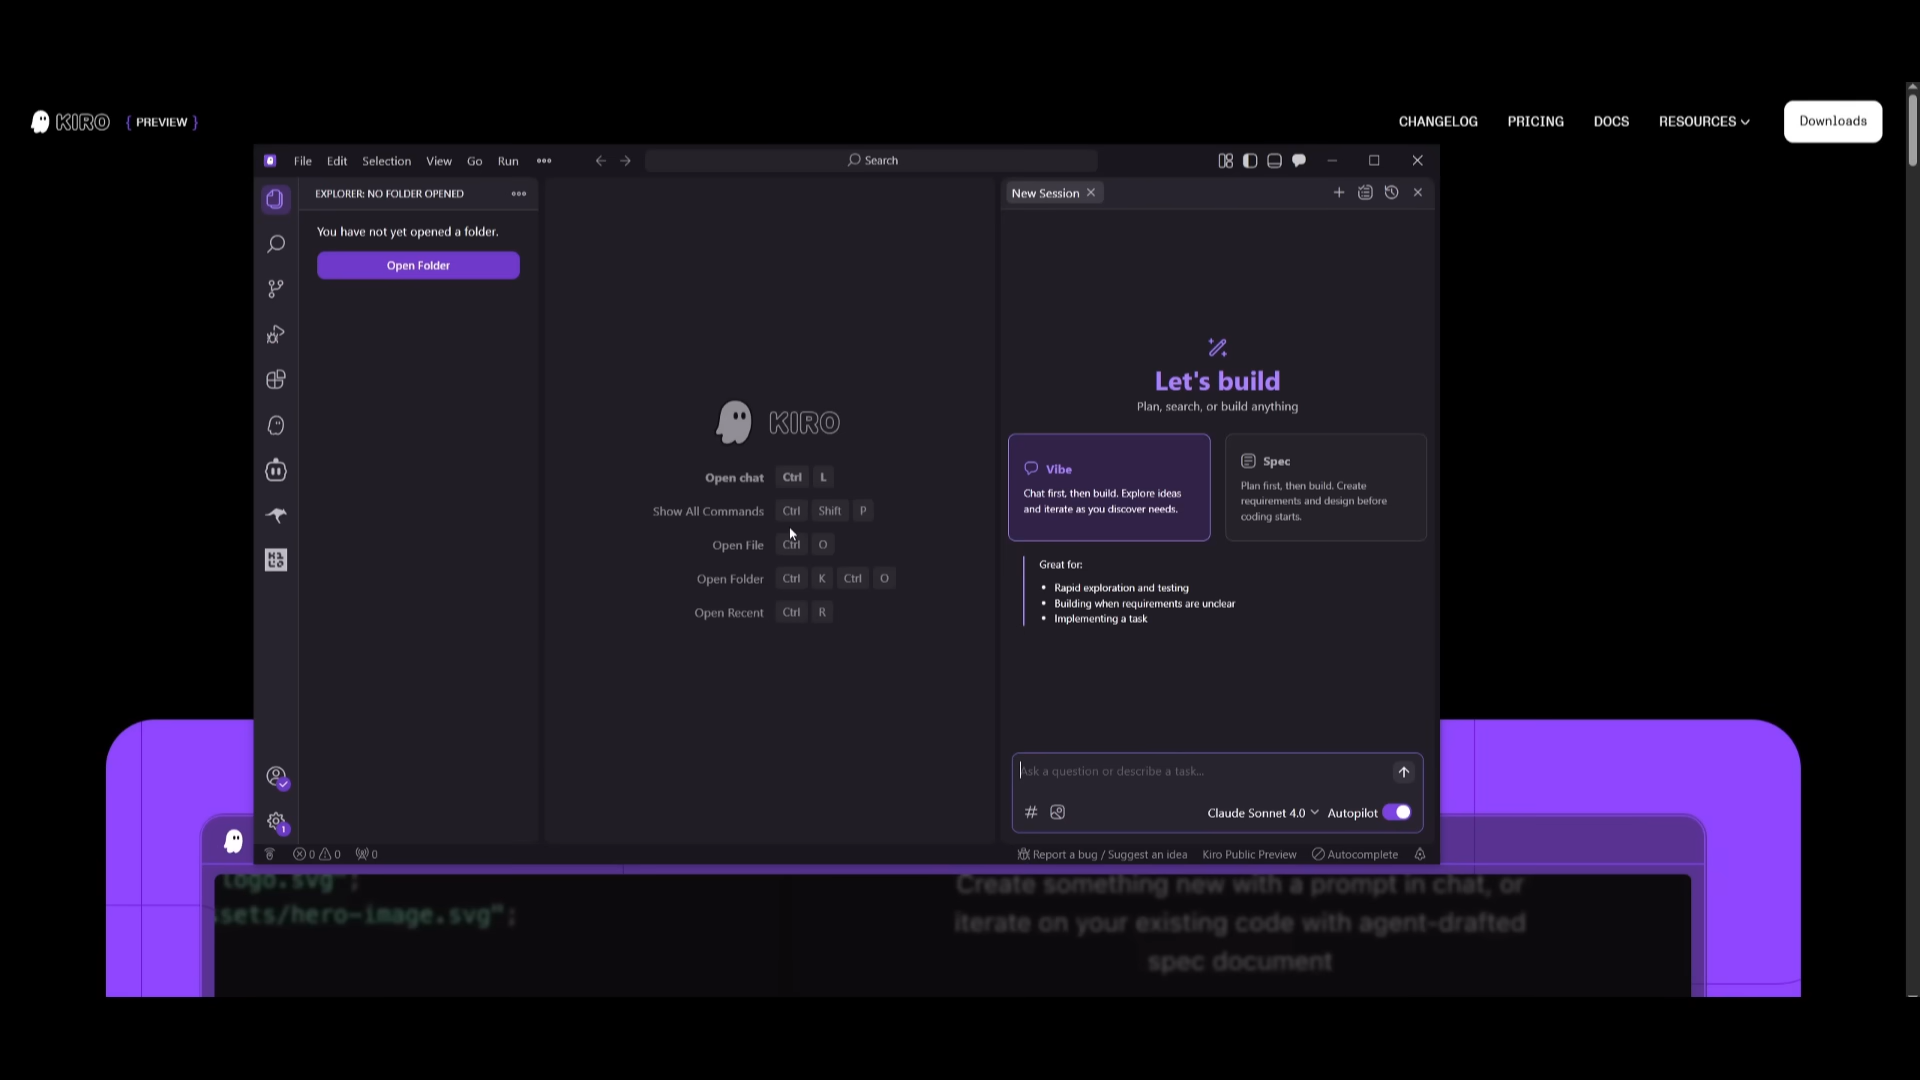 KIRO { PREVIEW }
CHANGELOG PRICING DOCS RESOURCES Downloads
File Edit Selection View Go Run
Search
EXPLORER: NO FOLDER OPENED
You have not yet opened a folder.
Open Folder
KIRO
Open chat Ctrl L
Show All Commands Ctrl Shift P
Open File Ctrl O
Open Folder Ctrl K Ctrl O
Open Recent Ctrl R
New Session
Let's build
Plan, search, or build anything
Vibe
Chat first, then build. Explore ideas
and iterate as you discover needs.
Spec
Plan first, then build. Create
requirements and design before
coding starts.
Great for:
• Rapid exploration and testing
• Building when requirements are unclear
• Implementing a task
Ask a question or describe a task...
# Claude Sonnet 4.0 Autopilot
1
0 0 0
Report a bug / Suggest an idea Kiro Public Preview Autocomplete
logo.svg";
ssets/hero-image.svg";
Create something new with a prompt in chat, or
iterate on your existing code with agent-drafted
spec document